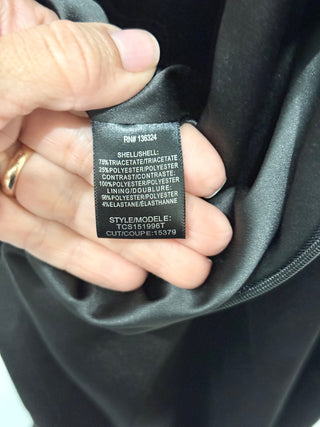 RN# 136324
SHELL/SHELL:
75%TRIACETATE/TRIACETATE
25%POLYESTER/POLYESTER
CONTRAST/CONTRASTE:
100%POLYESTER/POLYESTER
LINING/DOUBLURE:
96%POLYESTER/POLYESTER
4%ELASTANE/ÉLASTHANNE
STYLE/MODELE:
TCS151996T
CUT/COUPE:15379